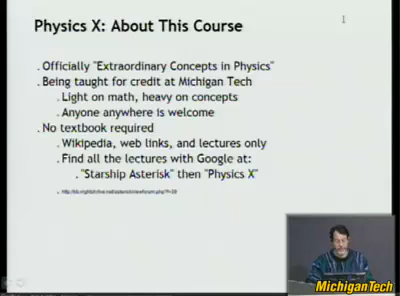 Physics X: About This Course
1
. Officially "Extraordinary Concepts in Physics"
. Being taught for credit at Michigan Tech
. Light on math, heavy on concepts
. Anyone anywhere is welcome
. No textbook required
. Wikipedia, web links, and lectures only
. Find all the lectures with Google at:
. "Starship Asterisk" then "Physics X"
MichiganTech